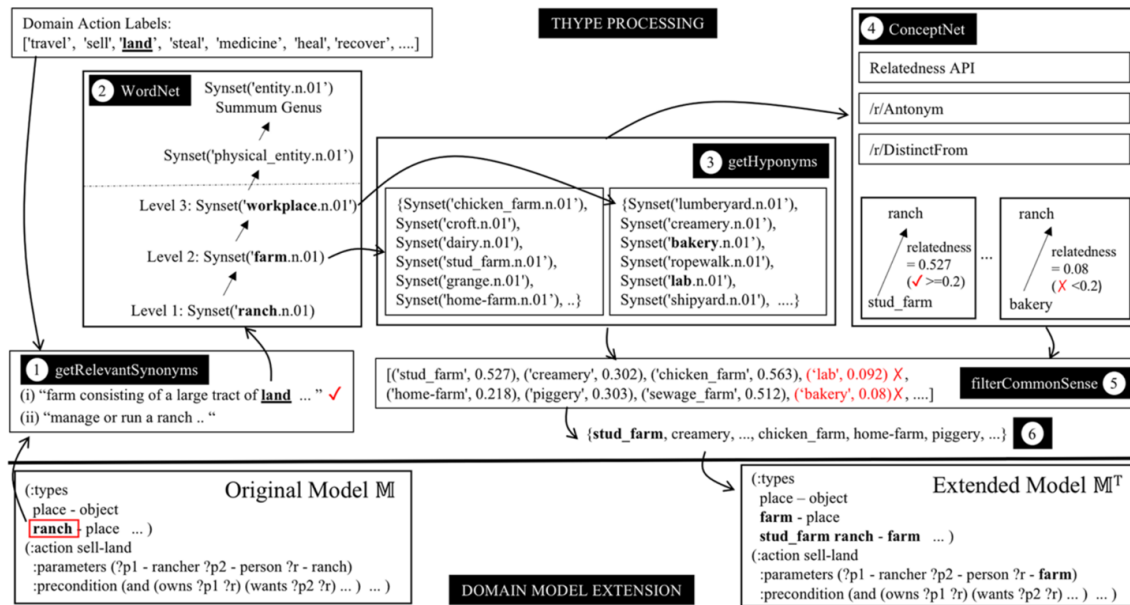 Domain Action Labels:
['travel', 'sell', 'land', 'steal', 'medicine', 'heal', 'recover', ....]
THYPE PROCESSING
2 WordNet
Synset('entity.n.01')
Summum Genus
Synset('physical_entity.n.01')
Level 3: Synset('workplace.n.01')
Level 2: Synset('farm.n.01)
Level 1: Synset('ranch.n.01)
3 getHyponyms
{Synset('chicken_farm.n.01'),
Synset('croft.n.01'),
Synset('dairy.n.01'),
Synset('stud_farm.n.01'),
Synset('grange.n.01'),
Synset('home-farm.n.01'), ..}
{Synset('lumberyard.n.01'),
Synset('creamery.n.01'),
Synset('bakery.n.01'),
Synset('ropewalk.n.01),
Synset('lab.n.01'),
Synset('shipyard.n.01'), ....}
4 ConceptNet
Relatedness API
/r/Antonym
/r/DistinctFrom
ranch
relatedness
= 0.527
(✓ >=0.2)
stud_farm
...
ranch
relatedness
= 0.08
(✗ <0.2)
bakery
1 getRelevantSynonyms
(i) "farm consisting of a large tract of land ... " ✓
(ii) "manage or run a ranch .."
[('stud_farm', 0.527), ('creamery', 0.302), ('chicken_farm', 0.563), ('lab', 0.092) ✗,
('home-farm', 0.218), ('piggery', 0.303), ('sewage_farm', 0.512), ('bakery', 0.08)✗, ....]
filterCommonSense 5
{stud_farm, creamery, ..., chicken_farm, home-farm, piggery, ...} 6
Original Model 𝕄
(:types
place - object
ranch - place ... )
(:action sell-land
:parameters (?p1 - rancher ?p2 - person ?r - ranch)
:precondition (and (owns ?p1 ?r) (wants ?p2 ?r) ... ) ... )
DOMAIN MODEL EXTENSION
Extended Model 𝕄ᵀ
(:types
place – object
farm - place
stud_farm ranch - farm ... )
(:action sell-land
:parameters (?p1 - rancher ?p2 - person ?r - farm)
:precondition (and (owns ?p1 ?r) (wants ?p2 ?r) ... ) ... )